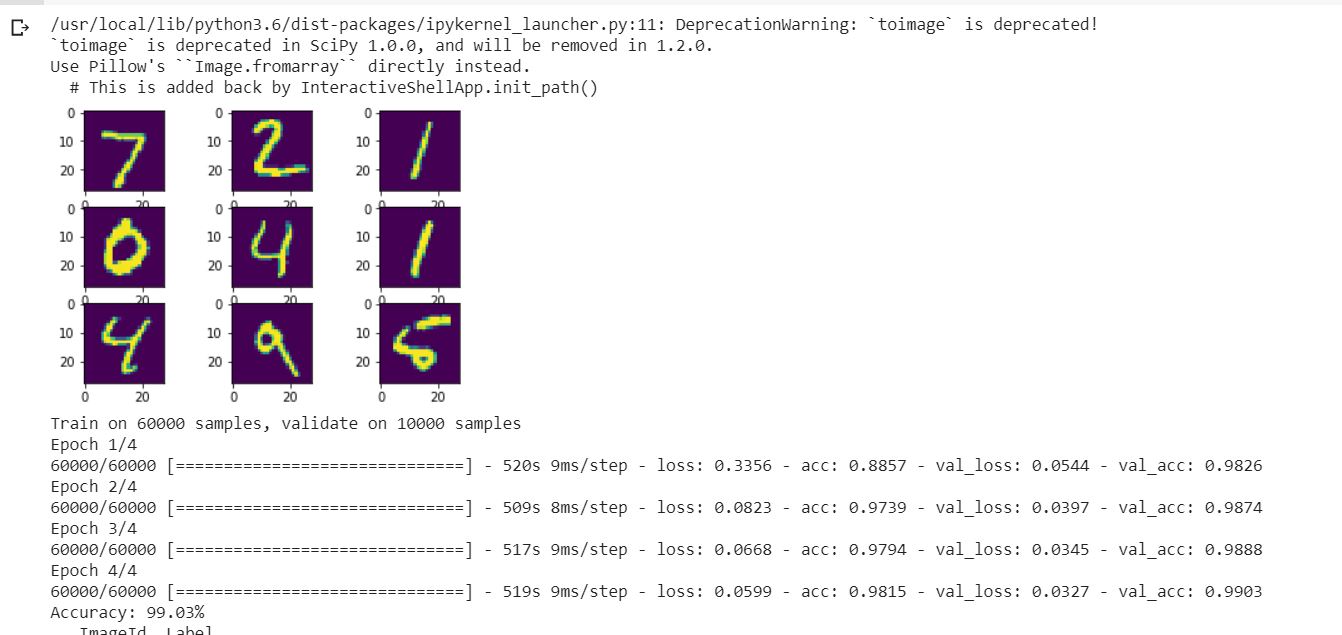 /usr/local/lib/python3.6/dist-packages/ipykernel_launcher.py:11: DeprecationWarning: `toimage` is deprecated!
`toimage` is deprecated in SciPy 1.0.0, and will be removed in 1.2.0.
Use Pillow's ``Image.fromarray`` directly instead.
  # This is added back by InteractiveShellApp.init_path()
0 0 0
10 7 10 2 10 1
20 20 20
0 20 0 20 0 20
0 0 0
10 0 10 4 10 1
20 20 20
0 20 0 20 0 20
0 0 0
10 4 10 9 10 5
20 20 20
0 20 0 20 0 20
Train on 60000 samples, validate on 10000 samples
Epoch 1/4
60000/60000 [==============================] - 520s 9ms/step - loss: 0.3356 - acc: 0.8857 - val_loss: 0.0544 - val_acc: 0.9826
Epoch 2/4
60000/60000 [==============================] - 509s 8ms/step - loss: 0.0823 - acc: 0.9739 - val_loss: 0.0397 - val_acc: 0.9874
Epoch 3/4
60000/60000 [==============================] - 517s 9ms/step - loss: 0.0668 - acc: 0.9794 - val_loss: 0.0345 - val_acc: 0.9888
Epoch 4/4
60000/60000 [==============================] - 519s 9ms/step - loss: 0.0599 - acc: 0.9815 - val_loss: 0.0327 - val_acc: 0.9903
Accuracy: 99.03%
ImageId Label